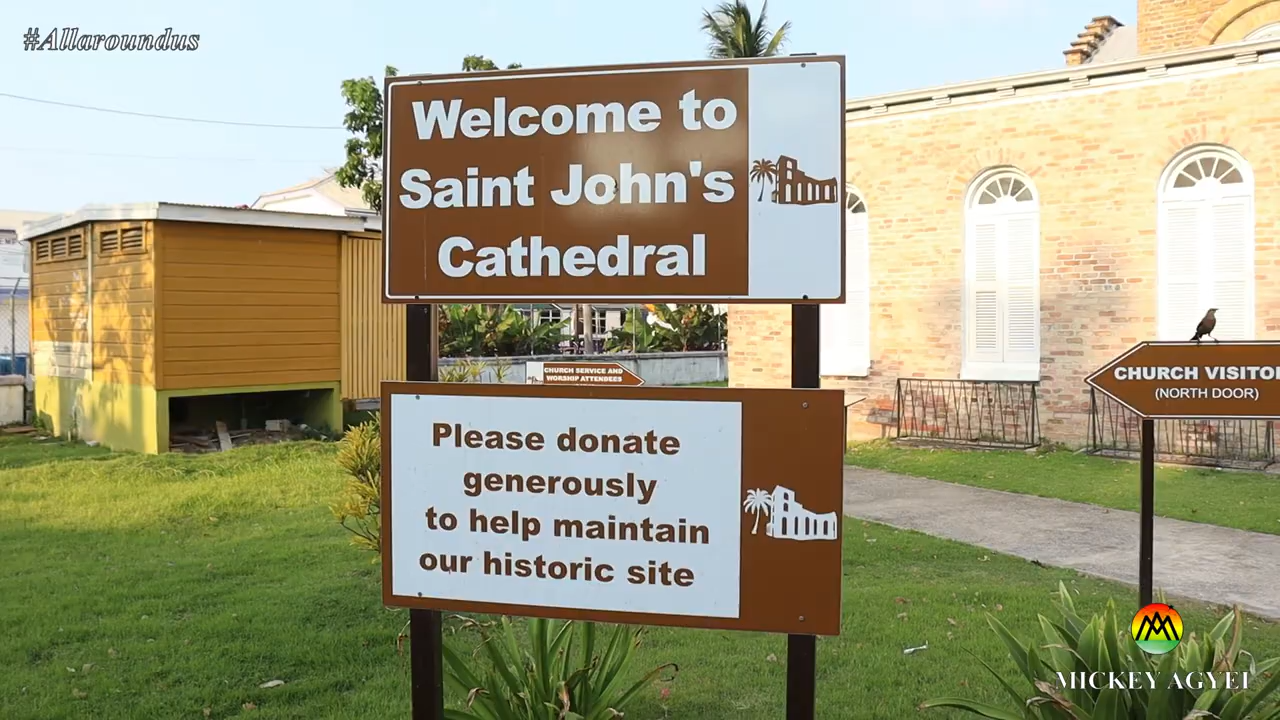 #Allaroundus
Welcome to
Saint John's
Cathedral
CHURCH SERVICE AND
WORSHIP ATTENDEES
Please donate
generously
to help maintain
our historic site
CHURCH VISITO
(NORTH DOOR)
MICKEY AGYEI